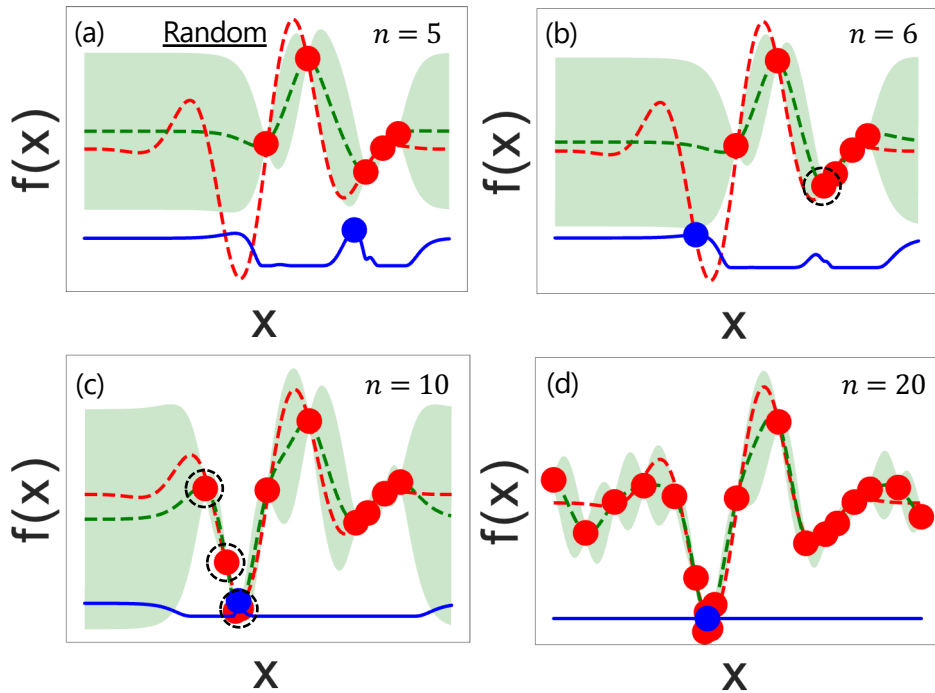 (a) Random n = 5
f(x)
x
(b) n = 6
f(x)
x
(c) n = 10
f(x)
x
(d) n = 20
f(x)
x